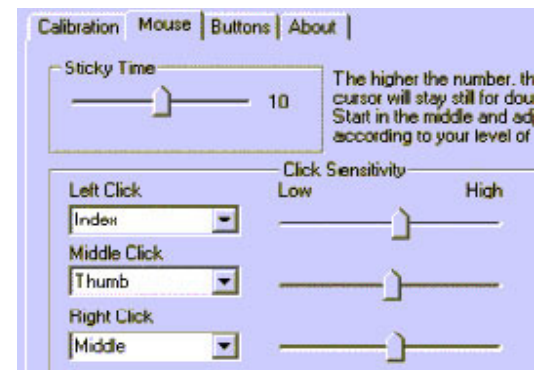 Calibration Mouse Buttons About
Sticky Time
10
The higher the number. th
cursor will stay still for dou
Start in the middle and adj
according to your level of
Click Sensitivity
Left Click Low High
Index
Middle Click
Thumb
Right Click
Middle